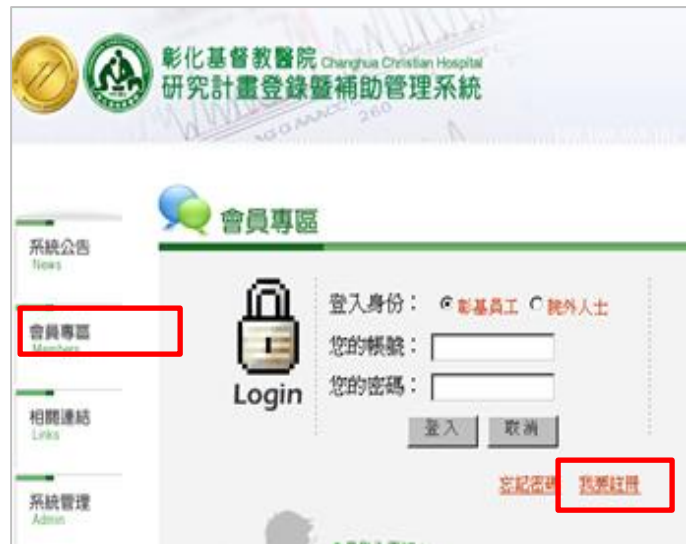 彰化基督教醫院 Changhua Christian Hospital
研究計畫登錄暨補助管理系統
會員專區
系統公告
News
會員專區
Members
相關連結
Links
系統管理
Admin
登入身份： 彰基員工 院外人士
您的帳號：
您的密碼：
Login
登入 取消
忘記密碼 我要註冊